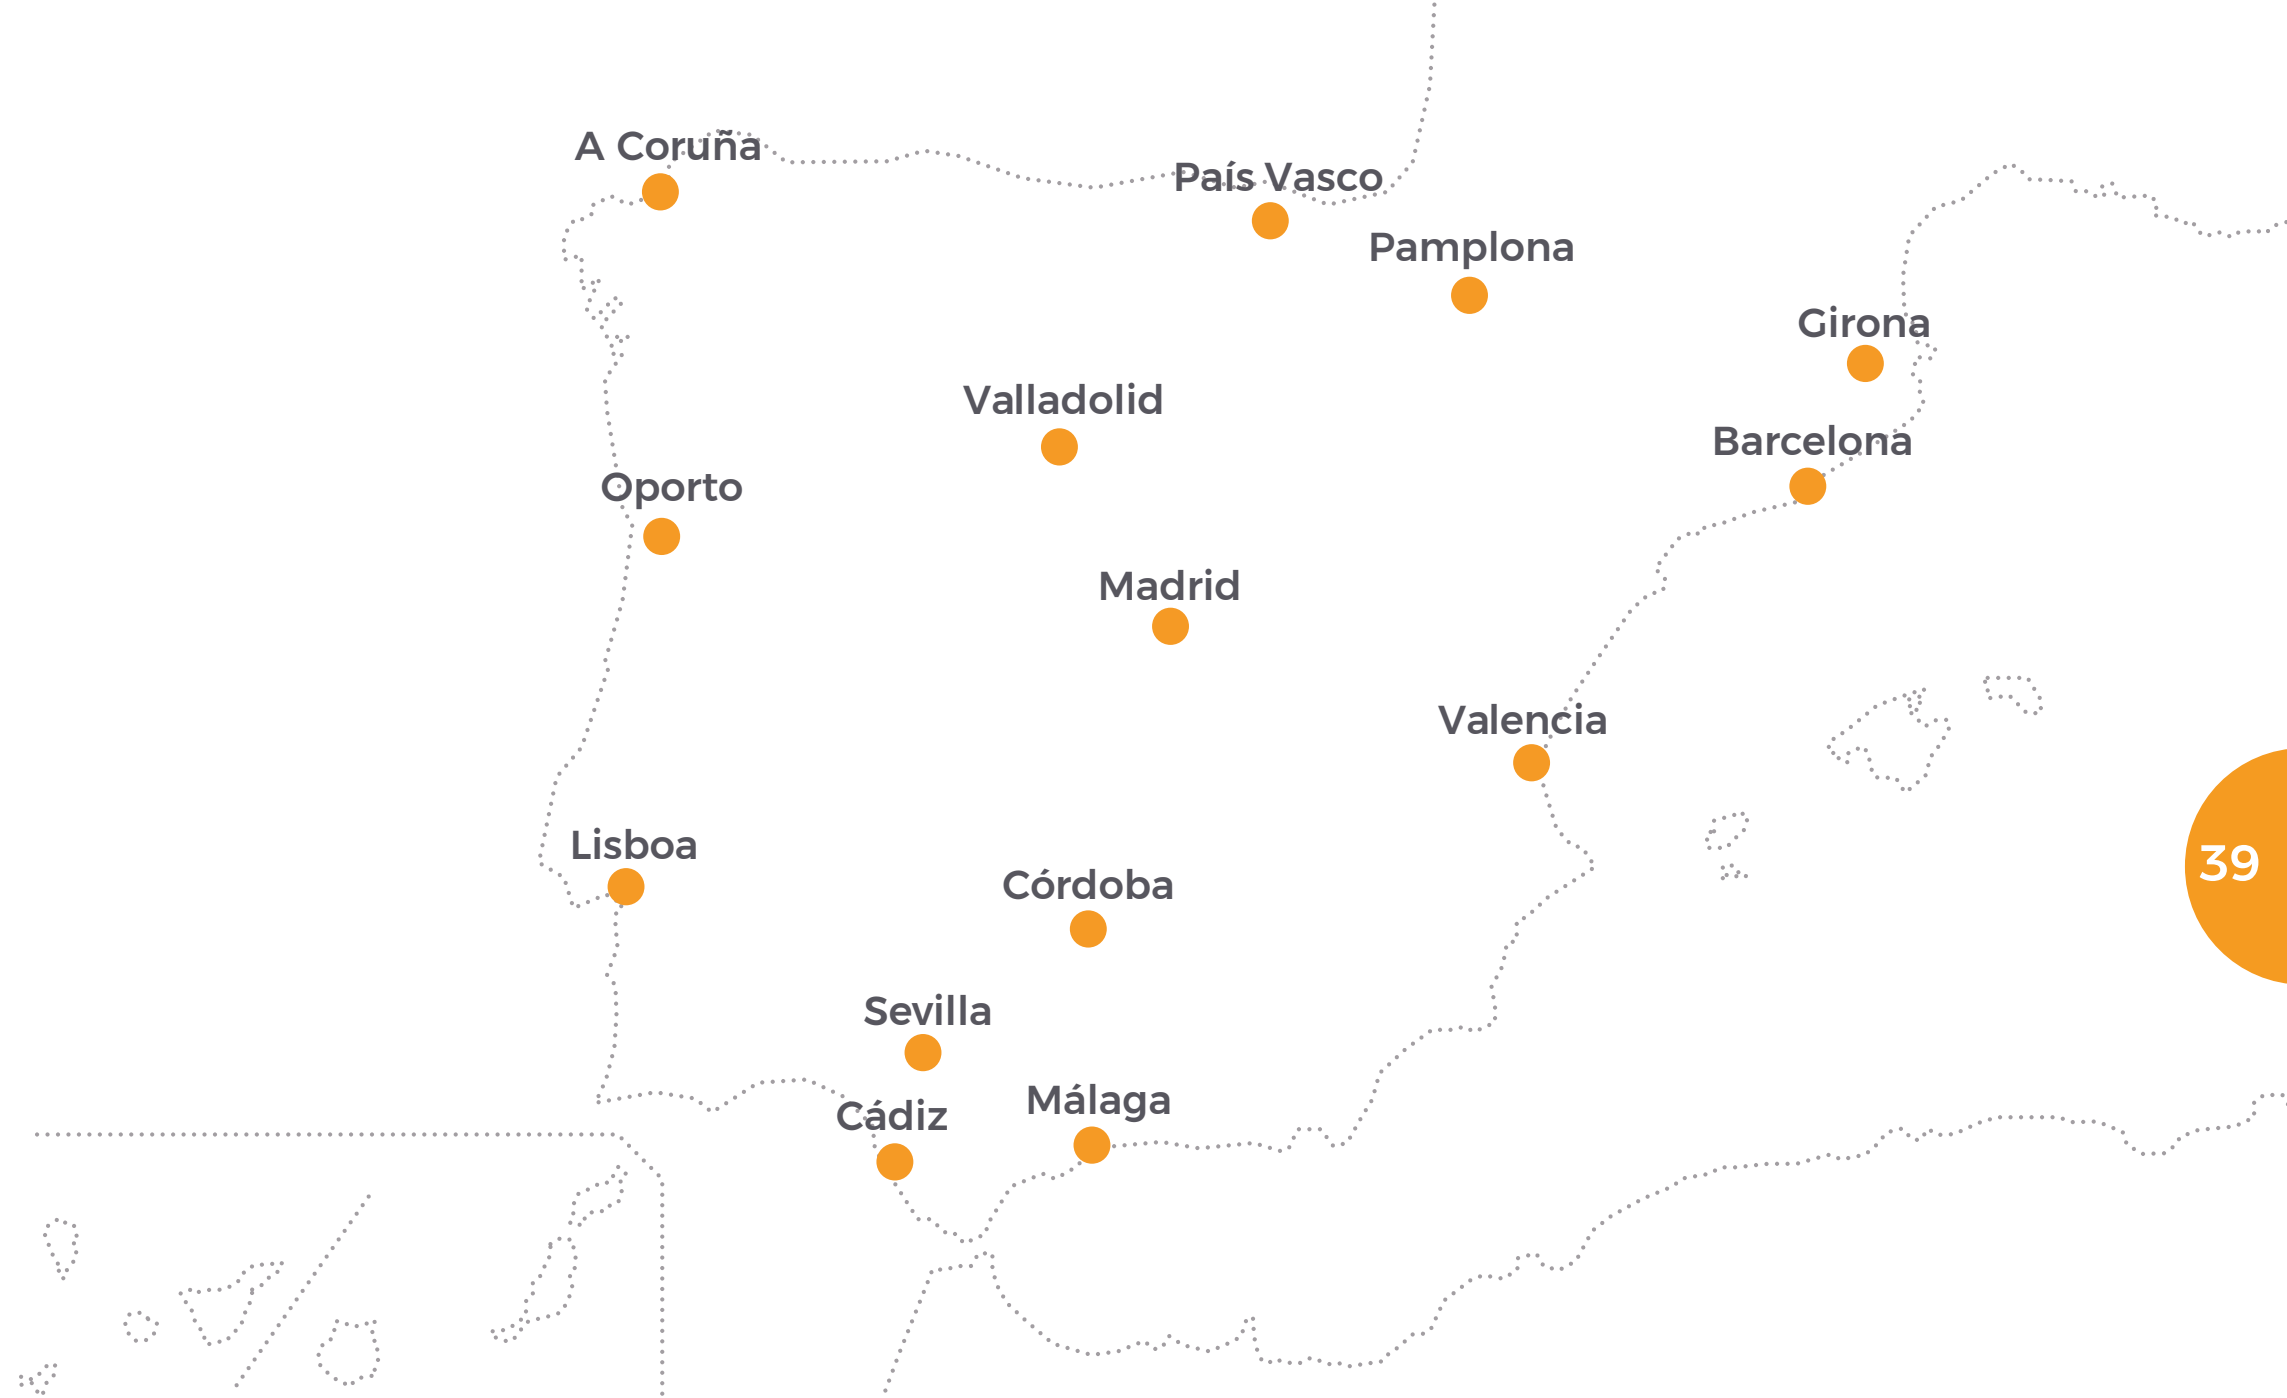 A Coruña
País Vasco
Pamplona
Girona
Valladolid
Barcelona
Oporto
Madrid
Valencia
Lisboa
39
Córdoba
Sevilla
Málaga
Cádiz